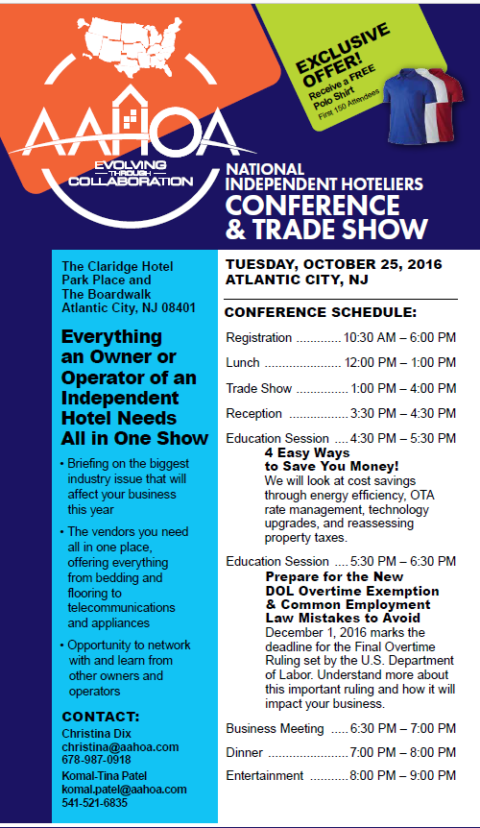 EXCLUSIVE
OFFER!
Receive a FREE
Polo Shirt
First 150 Attendees
AAHOA
EVOLVING
THROUGH
COLLABORATION
NATIONAL
INDEPENDENT HOTELIERS
CONFERENCE
& TRADE SHOW
The Claridge Hotel
Park Place and
The Boardwalk
Atlantic City, NJ 08401
Everything
an Owner or
Operator of an
Independent
Hotel Needs
All in One Show
• Briefing on the biggest
industry issue that will
affect your business
this year
• The vendors you need
all in one place,
offering everything
from bedding and
flooring to
telecommunications
and appliances
• Opportunity to network
with and learn from
other owners and
operators
CONTACT:
Christina Dix
christina@aahoa.com
678-987-0918
Komal-Tina Patel
komal.patel@aahoa.com
541-521-6835
TUESDAY, OCTOBER 25, 2016
ATLANTIC CITY, NJ
CONFERENCE SCHEDULE:
Registration ............. 10:30 AM – 6:00 PM
Lunch ...................... 12:00 PM – 1:00 PM
Trade Show ............... 1:00 PM – 4:00 PM
Reception ................. 3:30 PM – 4:30 PM
Education Session .... 4:30 PM – 5:30 PM
4 Easy Ways
to Save You Money!
We will look at cost savings
through energy efficiency, OTA
rate management, technology
upgrades, and reassessing
property taxes.
Education Session .... 5:30 PM – 6:30 PM
Prepare for the New
DOL Overtime Exemption
& Common Employment
Law Mistakes to Avoid
December 1, 2016 marks the
deadline for the Final Overtime
Ruling set by the U.S. Department
of Labor. Understand more about
this important ruling and how it will
impact your business.
Business Meeting ..... 6:30 PM – 7:00 PM
Dinner ....................... 7:00 PM – 8:00 PM
Entertainment ........... 8:00 PM – 9:00 PM